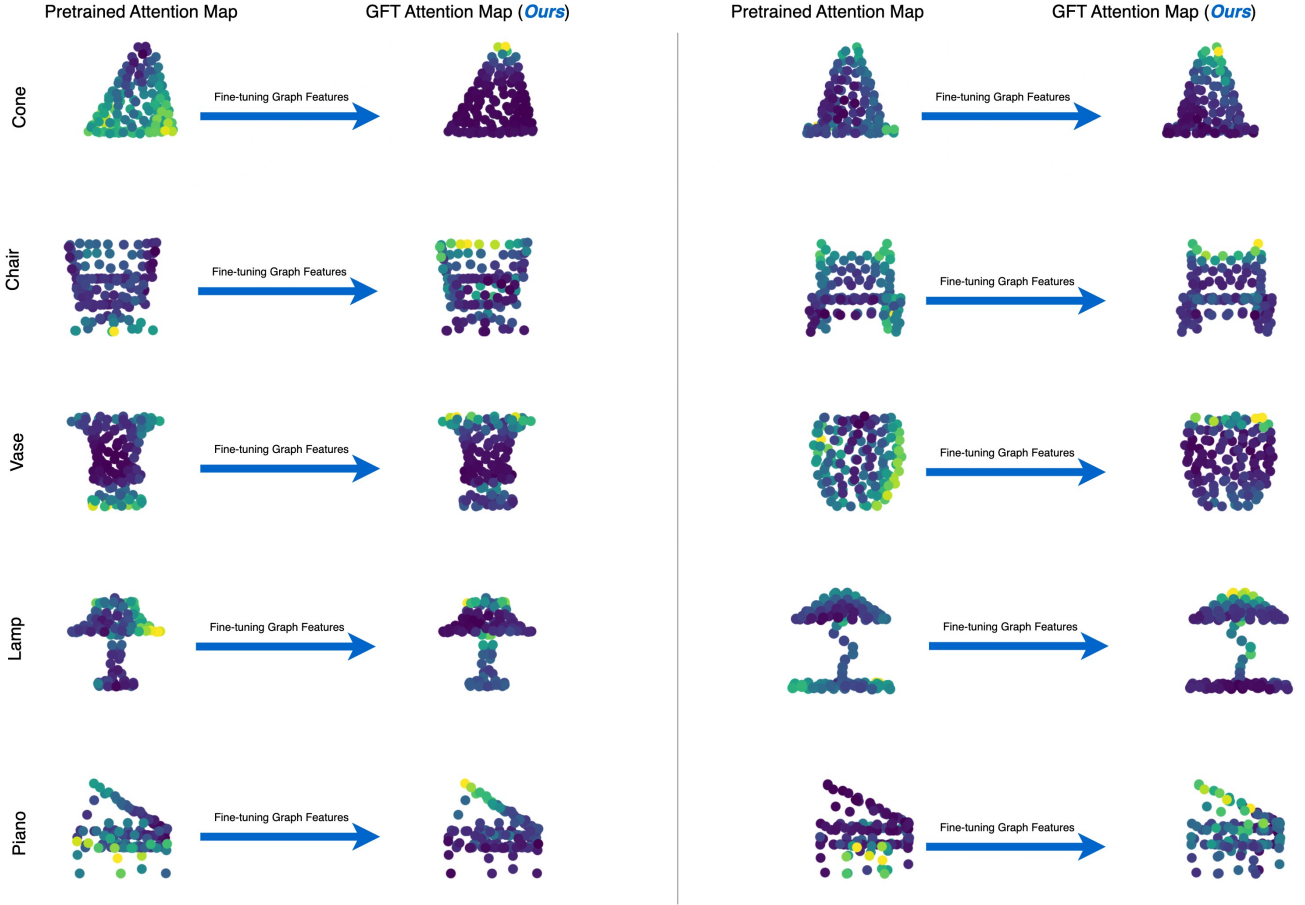 Pretrained Attention Map GFT Attention Map (Ours) Pretrained Attention Map GFT Attention Map (Ours)
Cone
Fine-tuning Graph Features
Fine-tuning Graph Features
Chair
Fine-tuning Graph Features
Fine-tuning Graph Features
Vase
Fine-tuning Graph Features
Fine-tuning Graph Features
Lamp
Fine-tuning Graph Features
Fine-tuning Graph Features
Piano
Fine-tuning Graph Features
Fine-tuning Graph Features